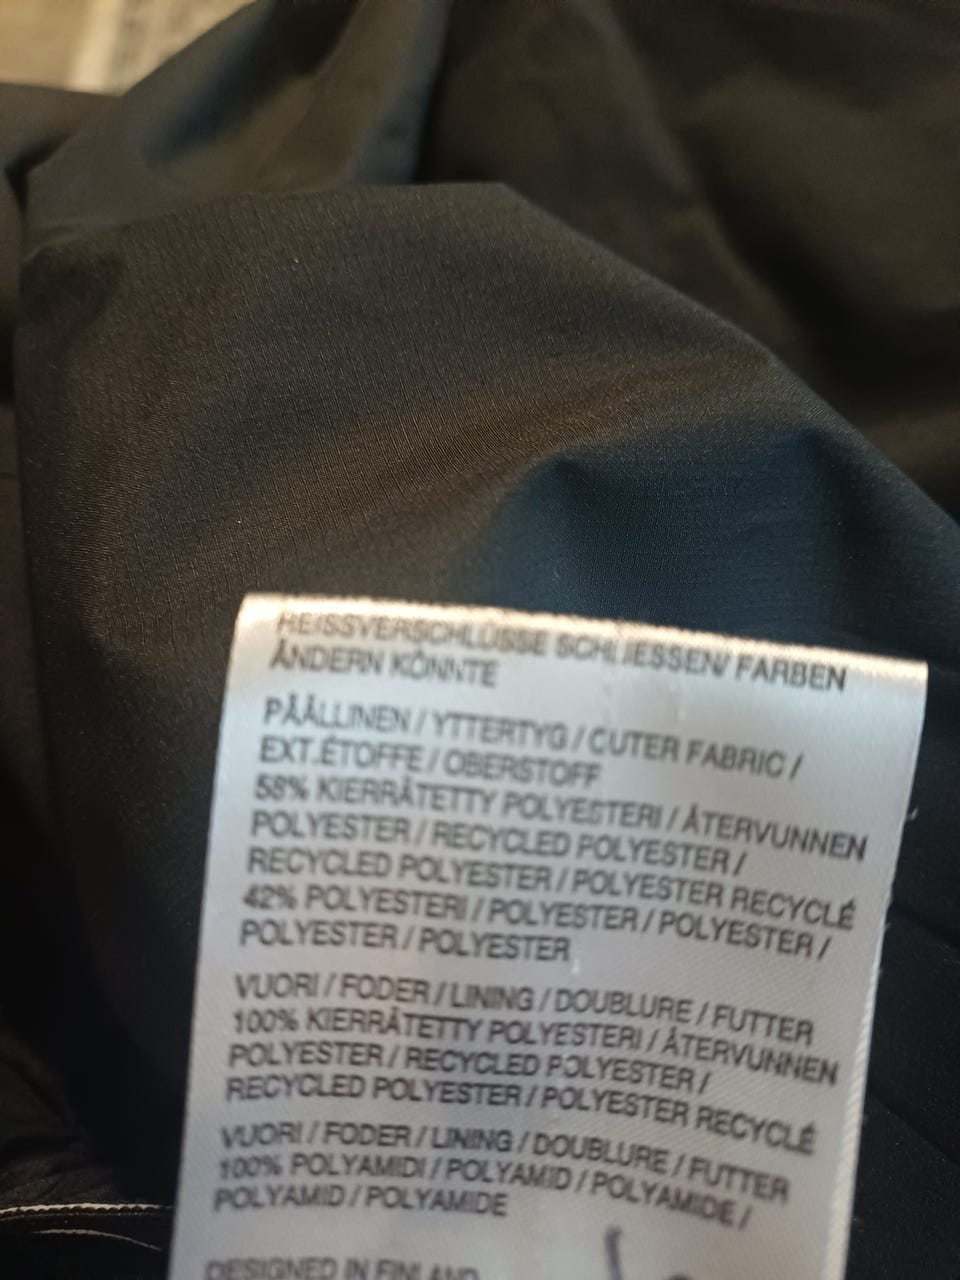 REISSVERSCHLÜSSE SCHLIESSEN/ FARBEN
ÄNDERN KÖNNTE
PÄÄLLINEN / YTTERTYG / OUTER FABRIC /
EXT.ÉTOFFE / OBERSTOFF
58% KIERRÄTETTY POLYESTERI / ÅTERVUNNEN
POLYESTER / RECYCLED POLYESTER /
RECYCLED POLYESTER / POLYESTER RECYCLÉ
42% POLYESTERI / POLYESTER / POLYESTER /
POLYESTER / POLYESTER
VUORI / FODER / LINING / DOUBLURE / FUTTER
100% KIERRÄTETTY POLYESTERI / ÅTERVUNNEN
POLYESTER / RECYCLED POLYESTER /
RECYCLED POLYESTER / POLYESTER RECYCLÉ
VUORI / FODER / LINING / DOUBLURE / FUTTER
100% POLYAMIDI / POLYAMID / POLYAMIDE /
POLYAMID / POLYAMIDE
DESIGNED IN FINLAND